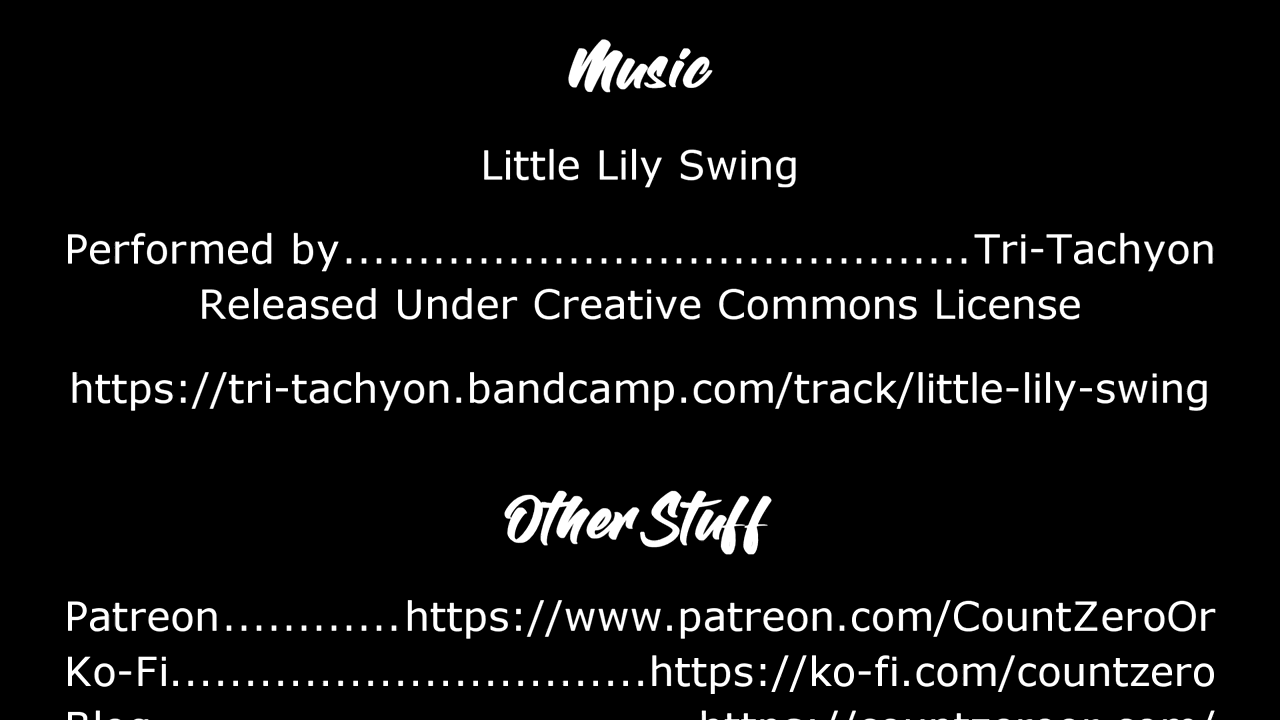 Music
Little Lily Swing
Performed by..........................................Tri-Tachyon
Released Under Creative Commons License
https://tri-tachyon.bandcamp.com/track/little-lily-swing
Other Stuff
Patreon............https://www.patreon.com/CountZeroOr
Ko-Fi................................https://ko-fi.com/countzero